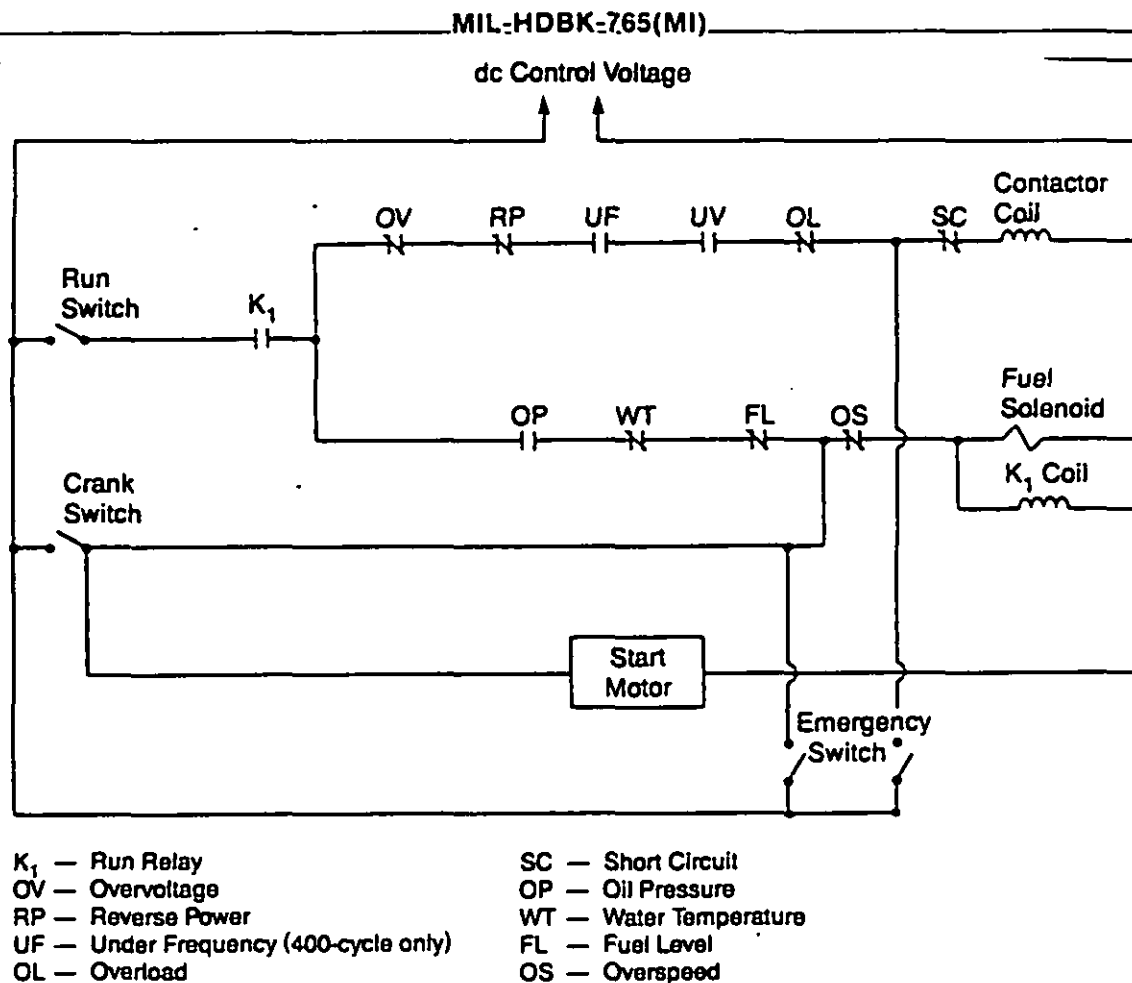 MIL-HDBK-765(MI)
dc Control Voltage
Contactor
Coil
OV
RP
UF
UV
OL
SC
Run
Switch
K₁
Fuel
Solenoid
OP
WT
FL
OS
K₁ Coil
Crank
Switch
Start
Motor
Emergency
Switch
K₁ — Run Relay
OV — Overvoltage
RP — Reverse Power
UF — Under Frequency (400-cycle only)
OL — Overload
SC — Short Circuit
OP — Oil Pressure
WT — Water Temperature
FL — Fuel Level
OS — Overspeed